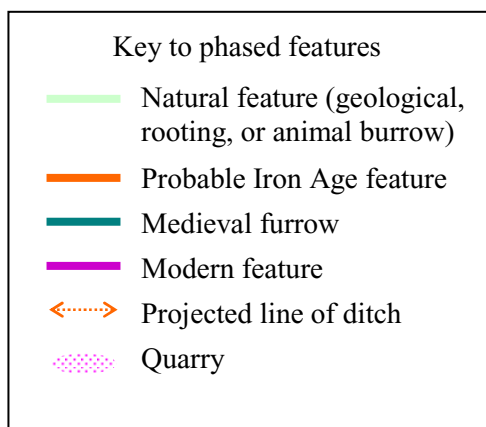 Key to phased features
Natural feature (geological,
rooting, or animal burrow)
Probable Iron Age feature
Medieval furrow
Modern feature
Projected line of ditch
Quarry